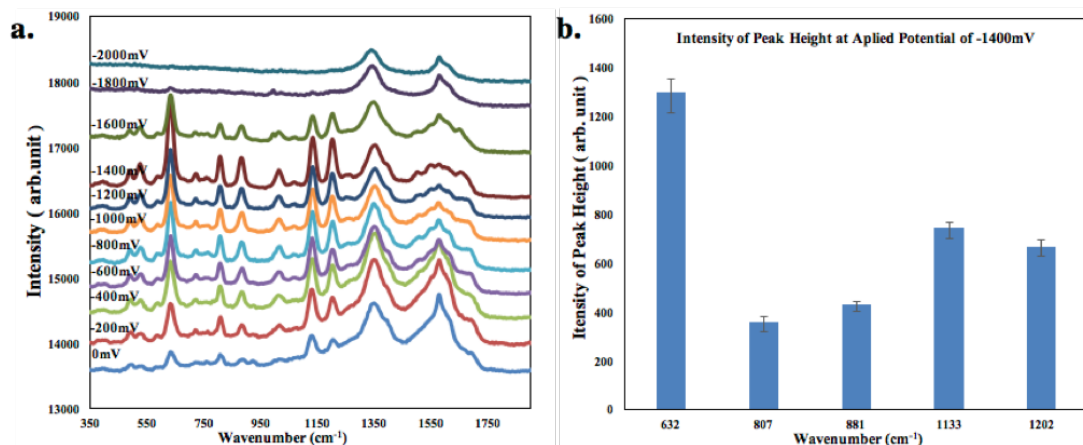 a.
19000
18000
17000
16000
15000
14000
13000
Intensity ( arb.unit )
-2000mV
-1800mV
-1600mV
-1400mV
-1200mV
-1000mV
-800mV
-600mV
-400mV
-200mV
0mV
350 550 750 950 1150 1350 1550 1750
Wavenumber (cm-1)
b.
Intensity of Peak Height at Aplied Potential of -1400mV
1600
1400
1200
1000
800
600
400
200
0
Itensity of Peak Height ( arb. unit )
632 807 881 1133 1202
Wavenumber (cm-1)